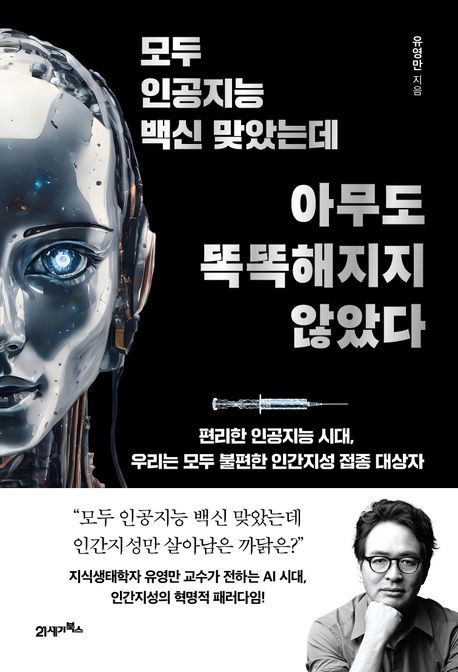 모두
인공지능
백신 맞았는데
유영만 지음
아무도
똑똑해지지
않았다
편리한 인공지능 시대,
우리는 모두 불편한 인간지성 접종 대상자
“모두 인공지능 백신 맞았는데
인간지성만 살아남은 까닭은?”
지식생태학자 유영만 교수가 전하는 AI 시대,
인간지성의 혁명적 패러다임!
21세기북스